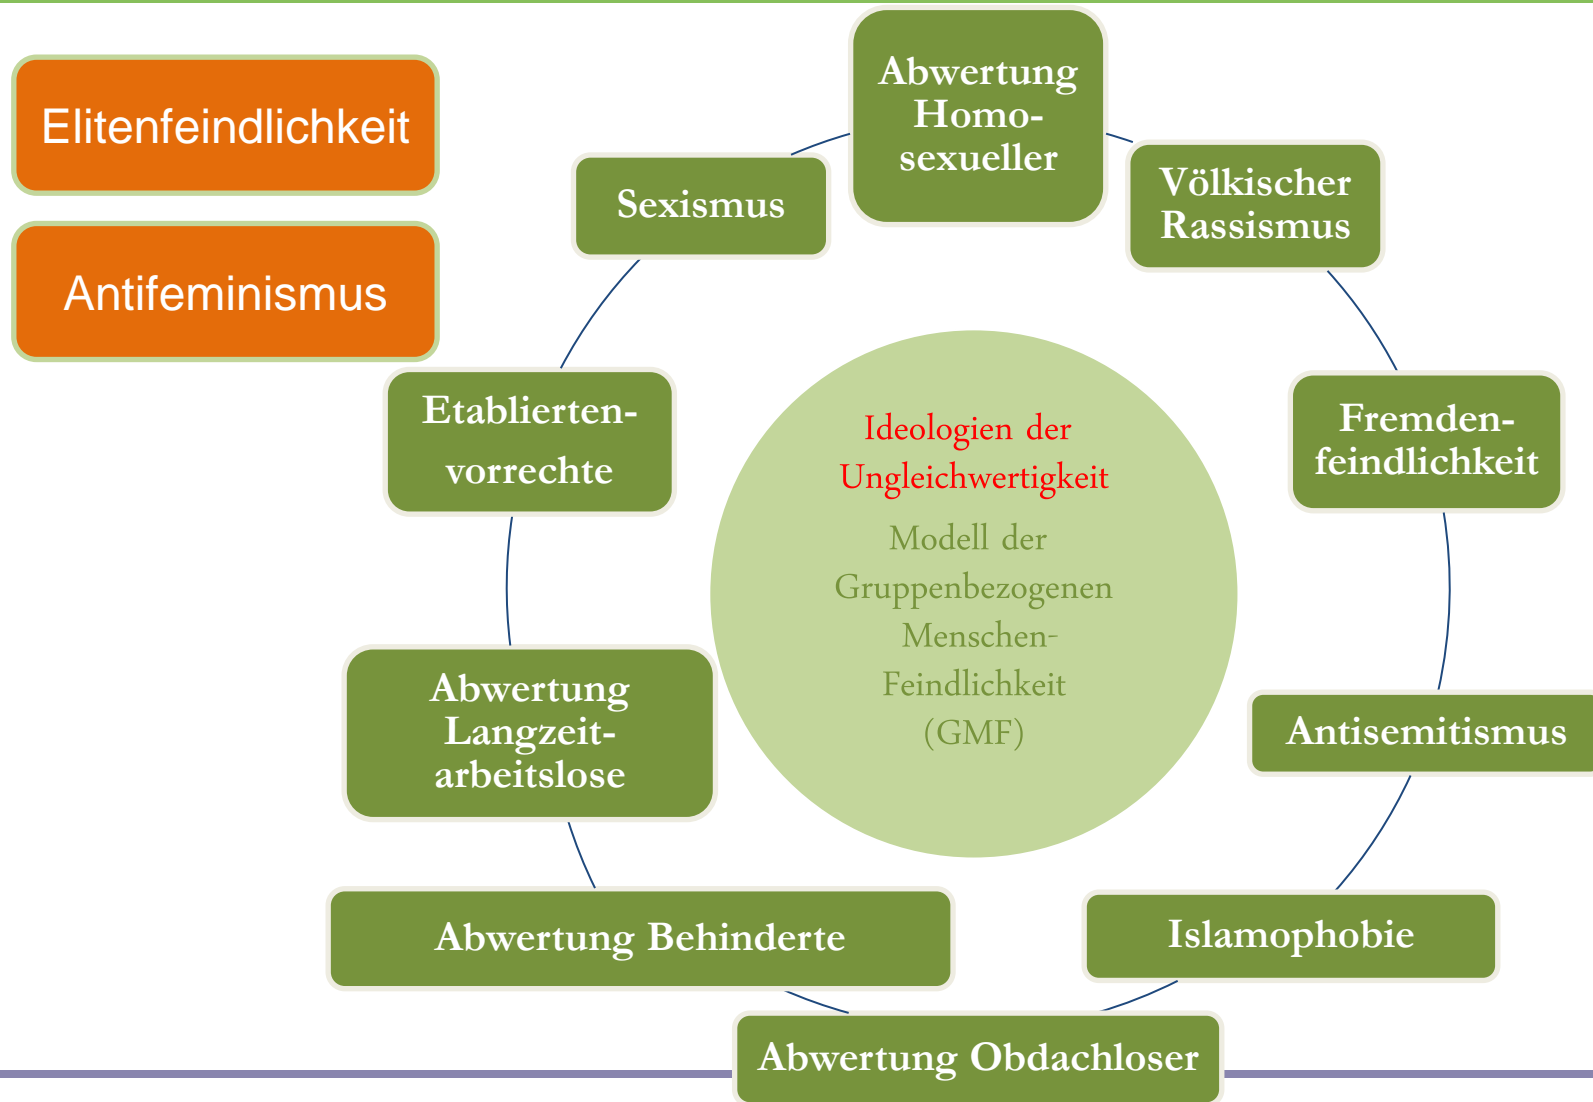 Elitenfeindlichkeit
Antifeminismus
Abwertung
Homo-
sexueller
Völkischer
Rassismus
Fremden-
feindlichkeit
Antisemitismus
Islamophobie
Abwertung Obdachloser
Abwertung Behinderte
Abwertung
Langzeit-
arbeitslose
Etablierten-
vorrechte
Sexismus
Ideologien der
Ungleichwertigkeit
Modell der
Gruppenbezogenen
Menschen-
Feindlichkeit
(GMF)